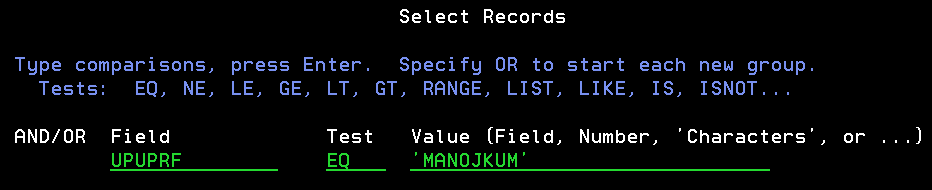 Select Records
Type comparisons, press Enter.  Specify OR to start each new group.
Tests:  EQ, NE, LE, GE, LT, GT, RANGE, LIST, LIKE, IS, ISNOT...
AND/OR  Field  Test  Value (Field, Number, 'Characters', or ...)
UPUPRF  EQ  'MANOJKUM'